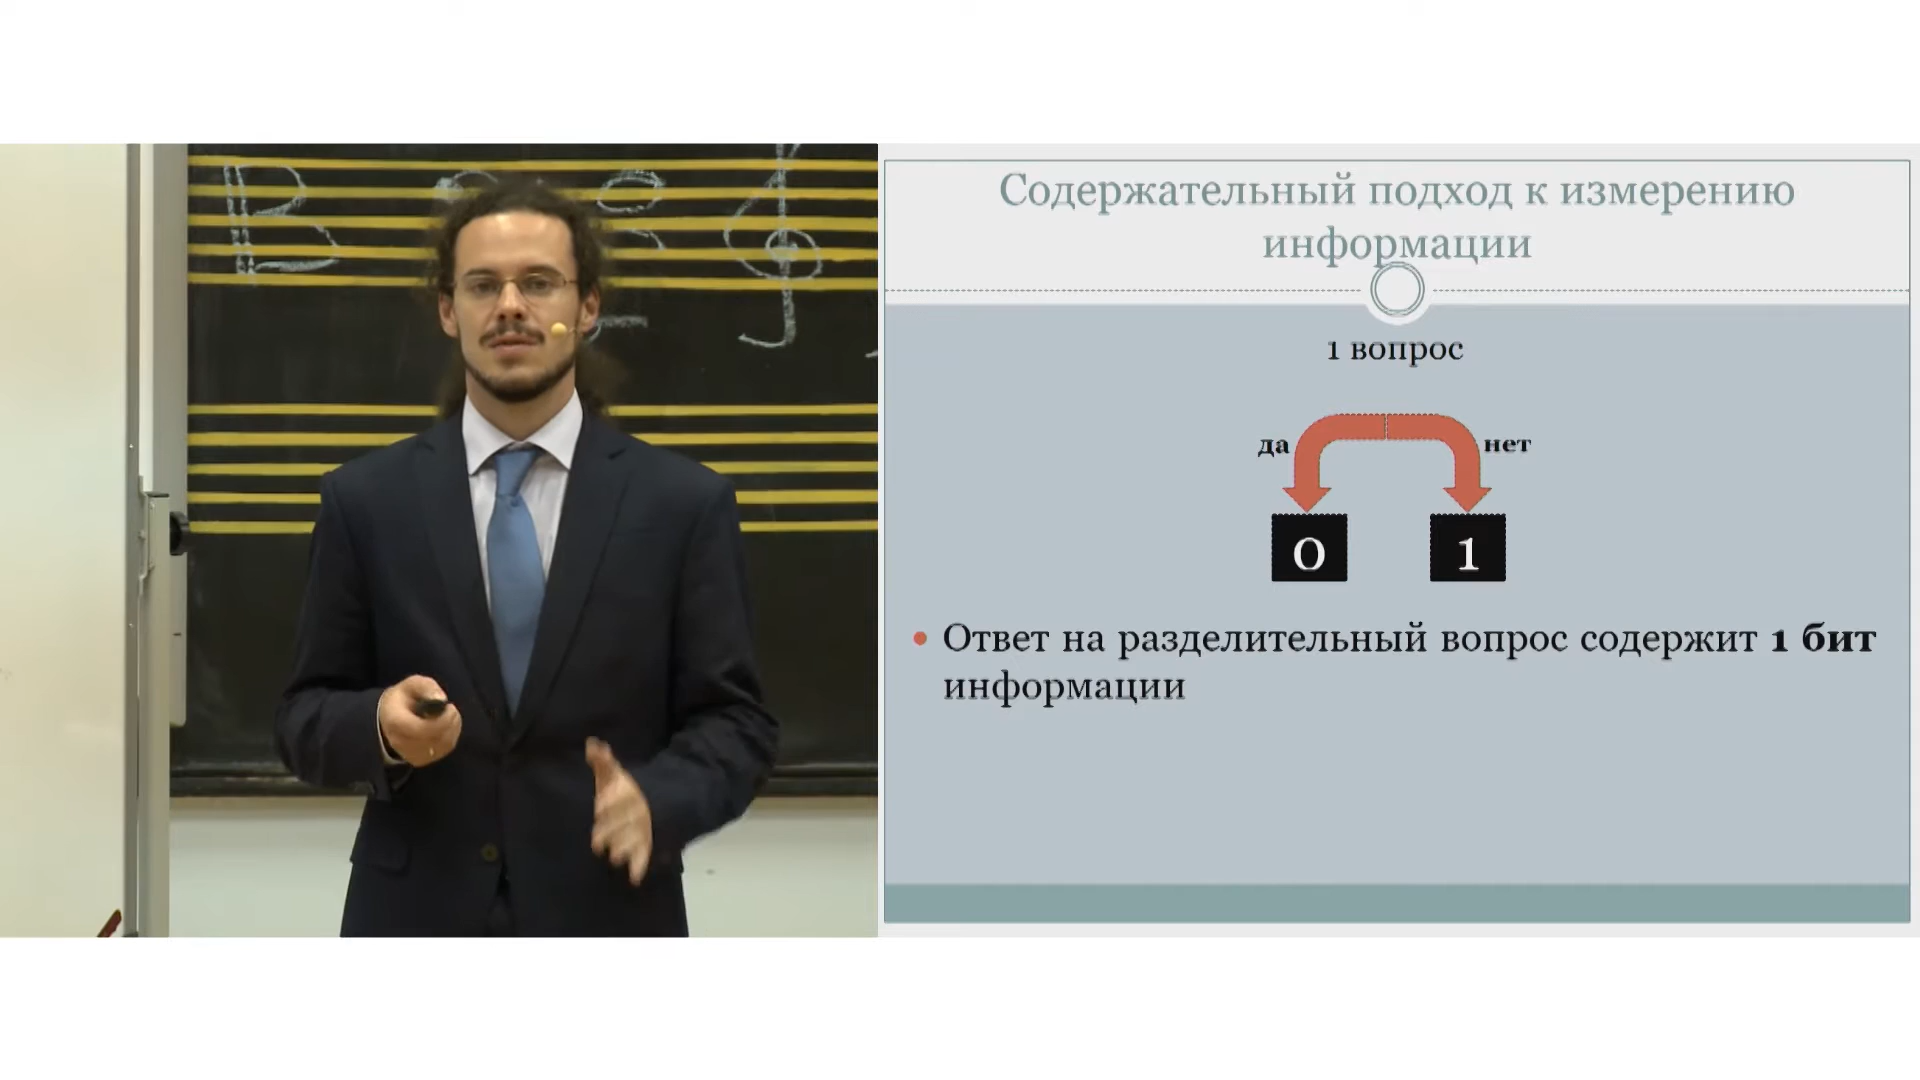 Содержательный подход к измерению
информации
1 вопрос
да
нет
0
1
Ответ на разделительный вопрос содержит 1 бит
информации